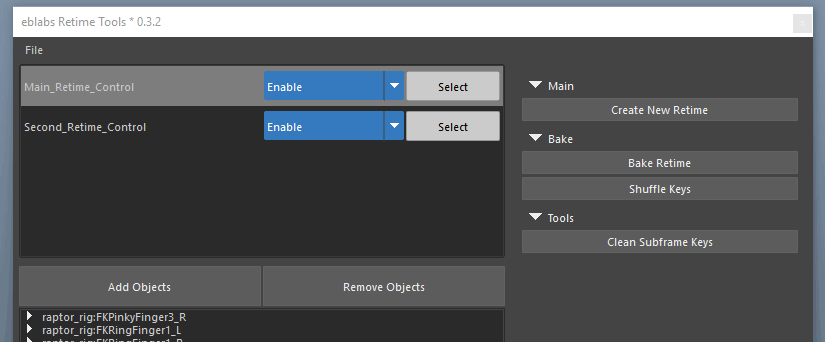 eblabs Retime Tools * 0.3.2
File
Main_Retime_Control Enable Select
Second_Retime_Control Enable Select
Main
Create New Retime
Bake
Bake Retime
Shuffle Keys
Tools
Clean Subframe Keys
Add Objects Remove Objects
raptor_rig:FKPinkyFinger3_R
raptor_rig:FKRingFinger1_L